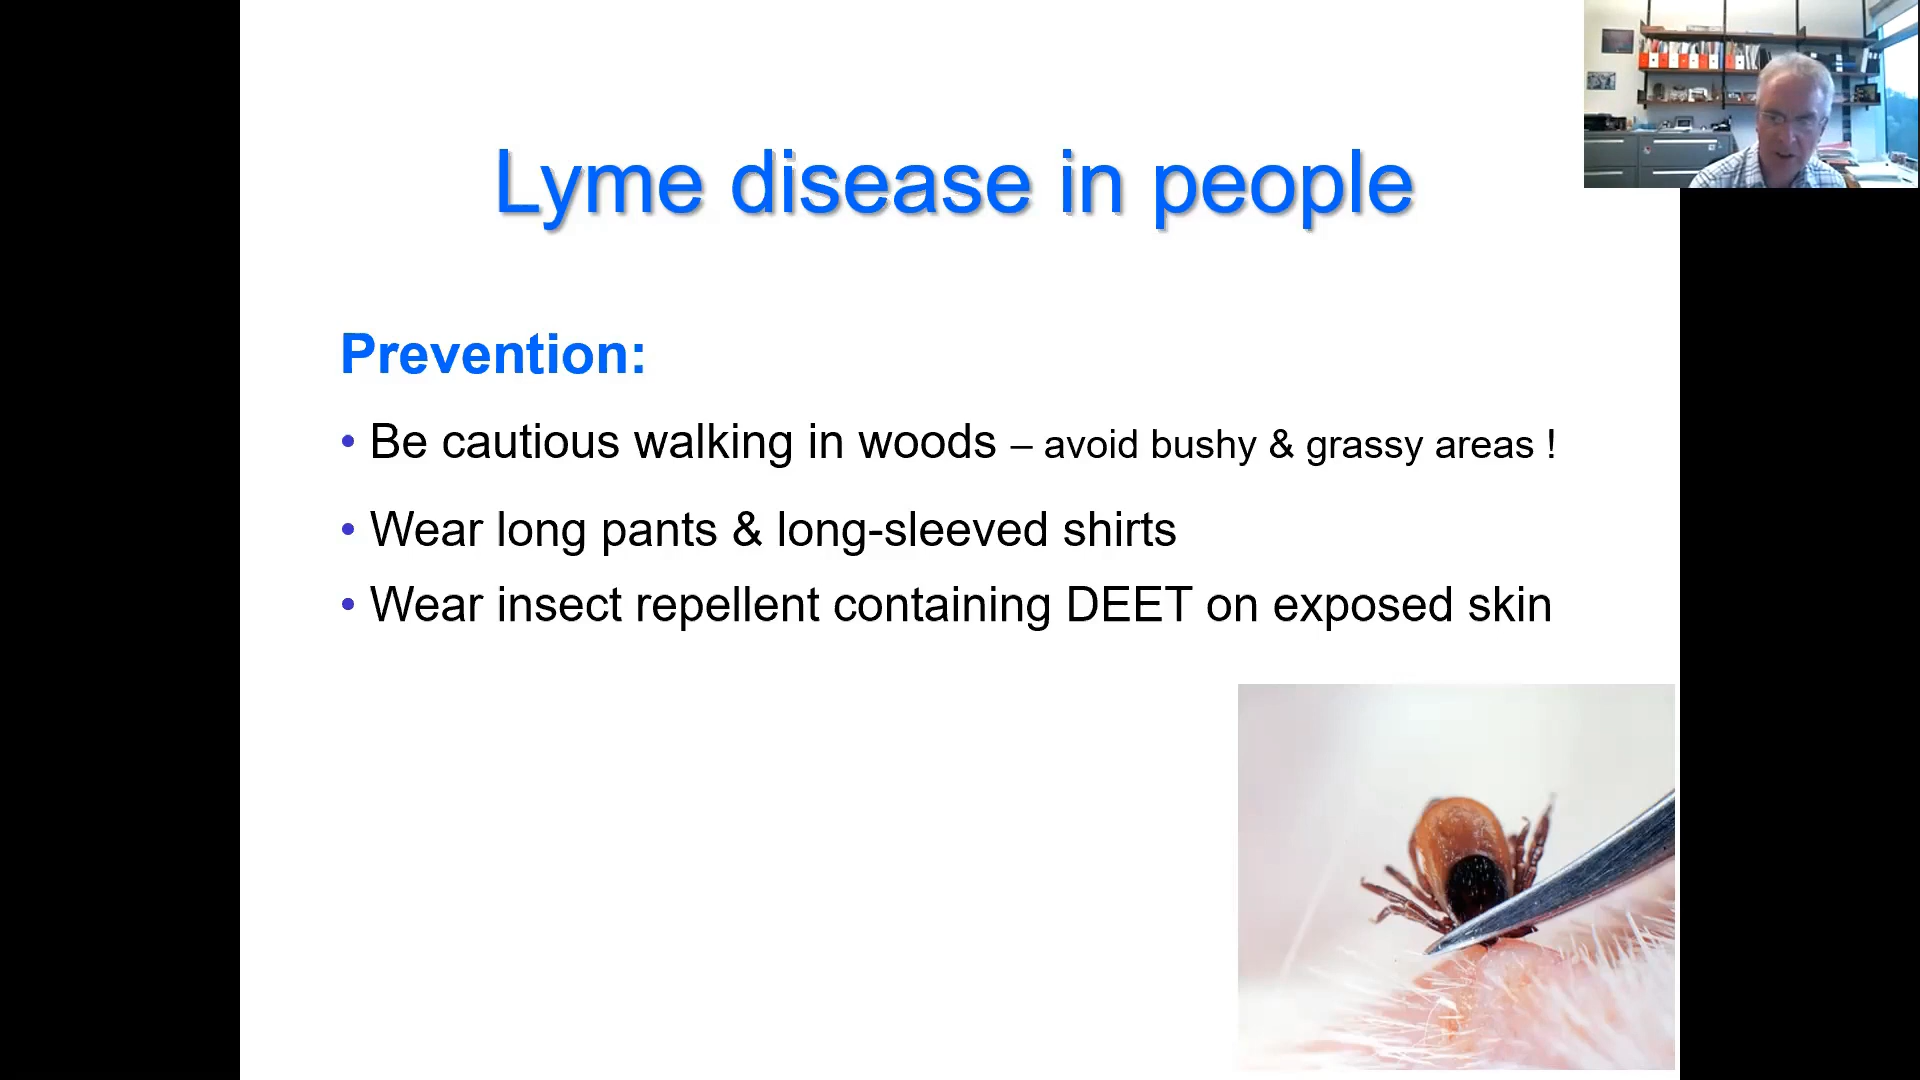 Lyme disease in people
Prevention:
• Be cautious walking in woods – avoid bushy & grassy areas !
• Wear long pants & long-sleeved shirts
• Wear insect repellent containing DEET on exposed skin